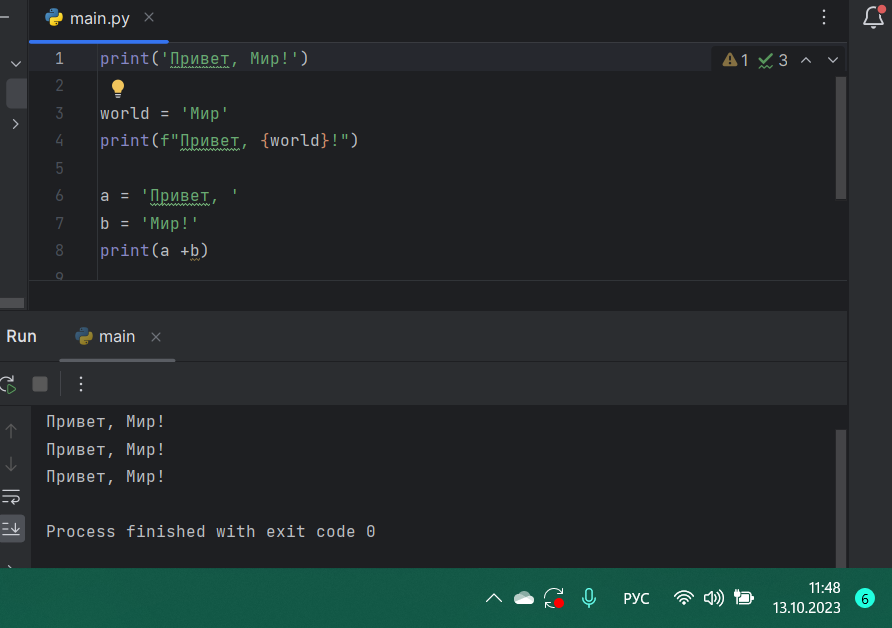 main.py
1 print('Привет, Мир!')
1 3
2
3 world = 'Мир'
4 print(f"Привет, {world}!")
5
6 a = 'Привет, '
7 b = 'Мир!'
8 print(a +b)
9
Run main
Привет, Мир!
Привет, Мир!
Привет, Мир!
Process finished with exit code 0
РУС
11:48
13.10.2023
6